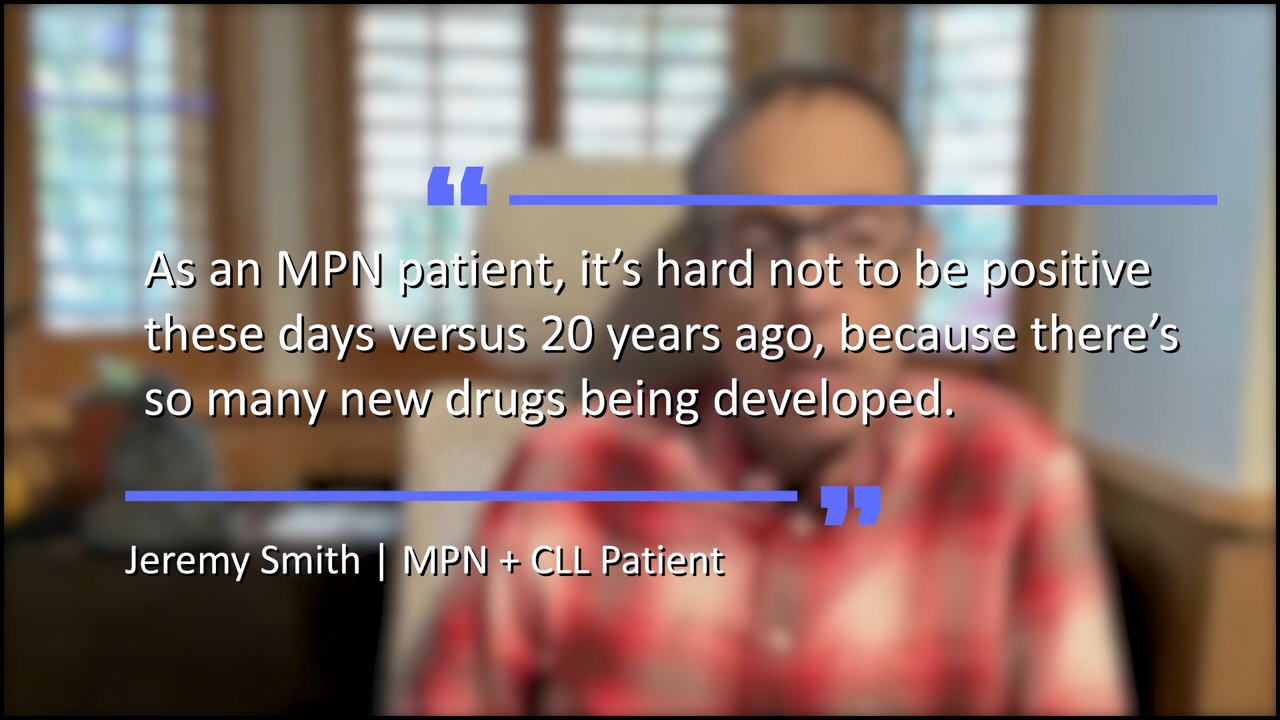 “
As an MPN patient, it’s hard not to be positive
these days versus 20 years ago, because there’s
so many new drugs being developed.
”
Jeremy Smith | MPN + CLL Patient